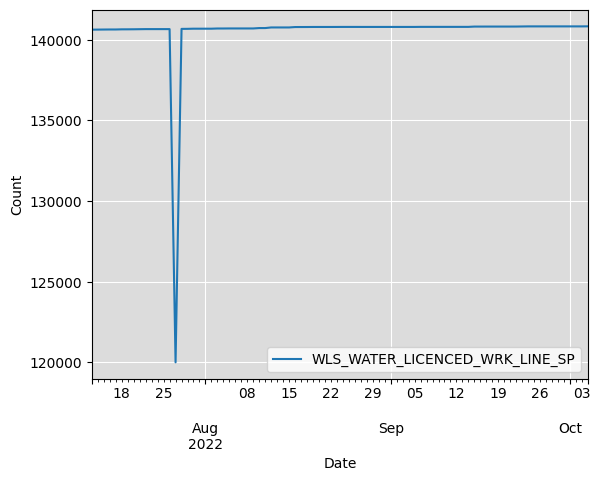 140000
135000
130000
125000
120000
Count
WLS_WATER_LICENCED_WRK_LINE_SP
18 25 08 15 22 29 05 12 19 26 03
Aug Sep Oct
2022
Date